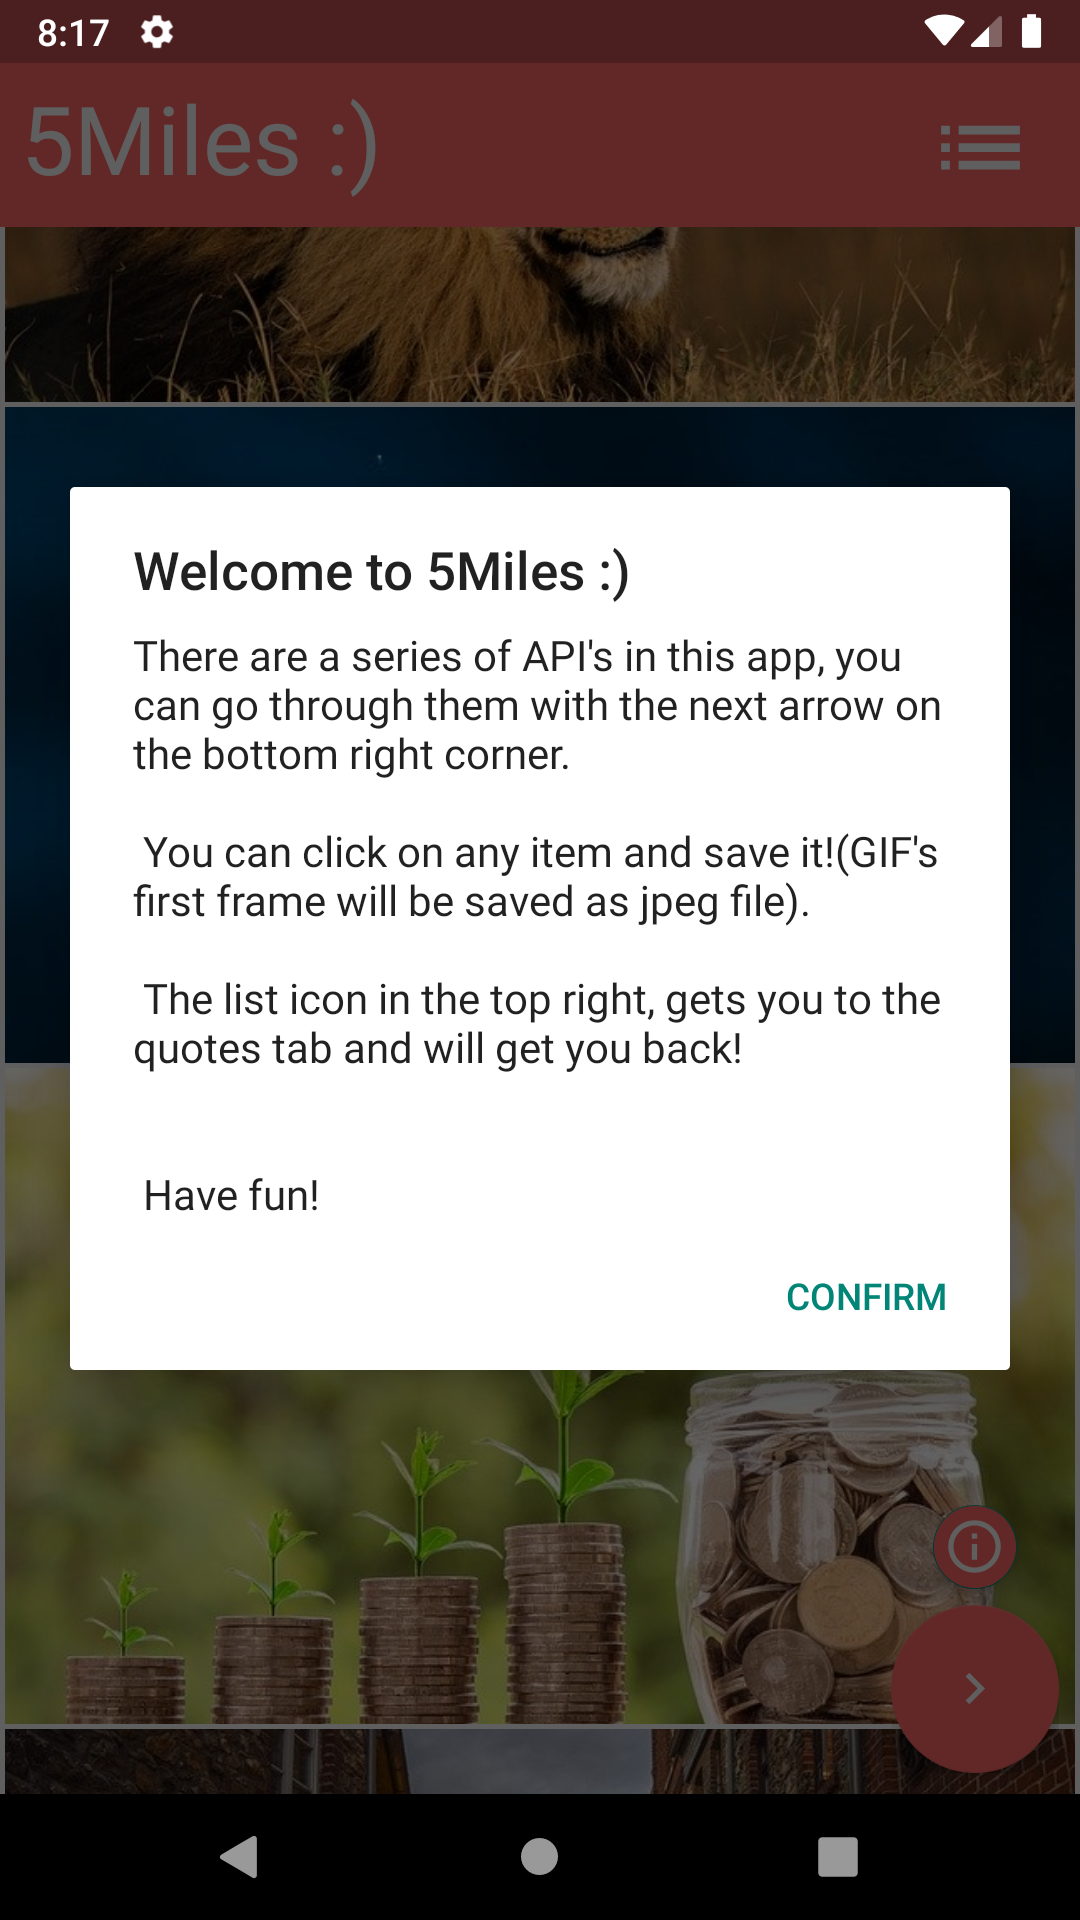 8:17
5Miles :)
Welcome to 5Miles :)
There are a series of API's in this app, you
can go through them with the next arrow on
the bottom right corner.
You can click on any item and save it!(GIF's
first frame will be saved as jpeg file).
The list icon in the top right, gets you to the
quotes tab and will get you back!
Have fun!
CONFIRM